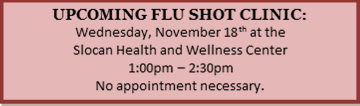 UPCOMING FLU SHOT CLINIC:
Wednesday, November 18th at the
Slocan Health and Wellness Center
1:00pm – 2:30pm
No appointment necessary.